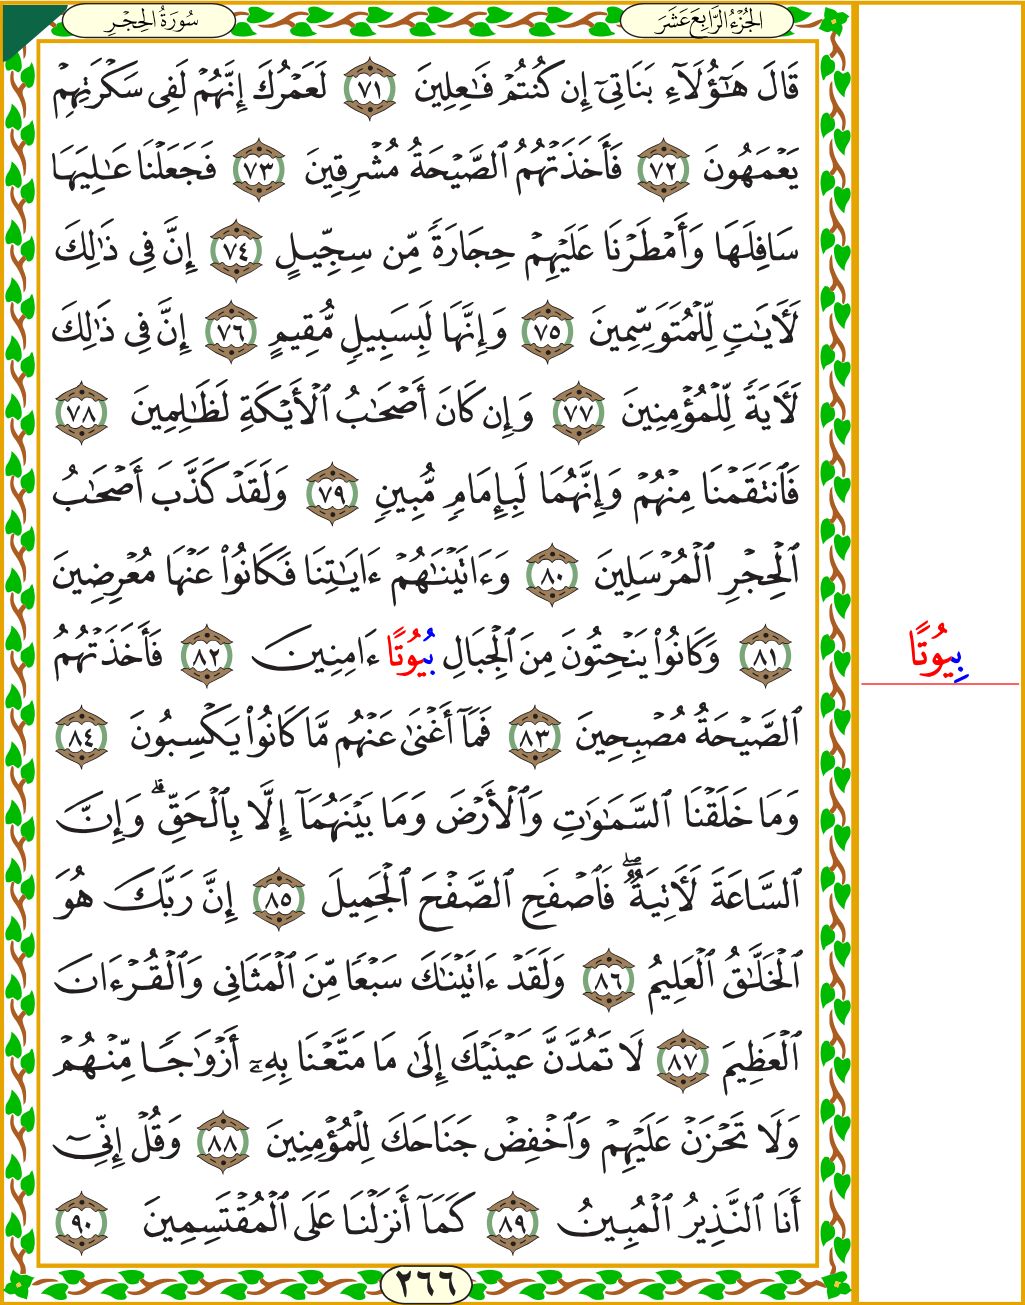 سُورَةُ الحِجْرِ
الجُزْءُ الرَّابِعَ عَشَرَ
قَالَ هَٰٓؤُلَآءِ بَنَاتِيٓ إِن كُنتُمْ فَٰعِلِينَ ٧١ لَعَمْرُكَ إِنَّهُمْ لَفِي سَكْرَتِهِمْ
يَعْمَهُونَ ٧٢ فَأَخَذَتْهُمُ ٱلصَّيْحَةُ مُشْرِقِينَ ٧٣ فَجَعَلْنَا عَٰلِيَهَا
سَافِلَهَا وَأَمْطَرْنَا عَلَيْهِمْ حِجَارَةً مِّن سِجِّيلٍ ٧٤ إِنَّ فِي ذَٰلِكَ
لَأٓيَٰتٍ لِّلْمُتَوَسِّمِينَ ٧٥ وَإِنَّهَا لَبِسَبِيلٍ مُّقِيمٍ ٧٦ إِنَّ فِي ذَٰلِكَ
لَأٓيَةً لِّلْمُؤْمِنِينَ ٧٧ وَإِن كَانَ أَصْحَٰبُ ٱلْأَيْكَةِ لَظَٰلِمِينَ ٧٨
فَٱنتَقَمْنَا مِنْهُمْ وَإِنَّهُمَا لَبِإِمَامٍ مُّبِينٍ ٧٩ وَلَقَدْ كَذَّبَ أَصْحَٰبُ
ٱلْحِجْرِ ٱلْمُرْسَلِينَ ٨٠ وَءَاتَيْنَٰهُمْ ءَايَٰتِنَا فَكَانُواْ عَنْهَا مُعْرِضِينَ
٨١ وَكَانُواْ يَنْحِتُونَ مِنَ ٱلْجِبَالِ بُيُوتًا ءَامِنِينَ ٨٢ فَأَخَذَتْهُمُ
بِيُوتًا
ٱلصَّيْحَةُ مُصْبِحِينَ ٨٣ فَمَآ أَغْنَىٰ عَنْهُم مَّا كَانُواْ يَكْسِبُونَ ٨٤
وَمَا خَلَقْنَا ٱلسَّمَٰوَٰتِ وَٱلْأَرْضَ وَمَا بَيْنَهُمَآ إِلَّا بِٱلْحَقِّۗ وَإِنَّ
ٱلسَّاعَةَ لَأٓتِيَةٌۖ فَٱصْفَحِ ٱلصَّفْحَ ٱلْجَمِيلَ ٨٥ إِنَّ رَبَّكَ هُوَ
ٱلْخَلَّٰقُ ٱلْعَلِيمُ ٨٦ وَلَقَدْ ءَاتَيْنَٰكَ سَبْعًا مِّنَ ٱلْمَثَانِي وَٱلْقُرْءَانَ
ٱلْعَظِيمَ ٨٧ لَا تَمُدَّنَّ عَيْنَيْكَ إِلَىٰ مَا مَتَّعْنَا بِهِۦٓ أَزْوَٰجًا مِّنْهُمْ
وَلَا تَحْزَنْ عَلَيْهِمْ وَٱخْفِضْ جَنَاحَكَ لِلْمُؤْمِنِينَ ٨٨ وَقُلْ إِنِّيٓ
أَنَا ٱلنَّذِيرُ ٱلْمُبِينُ ٨٩ كَمَآ أَنزَلْنَا عَلَى ٱلْمُقْتَسِمِينَ ٩٠
٢٦٦